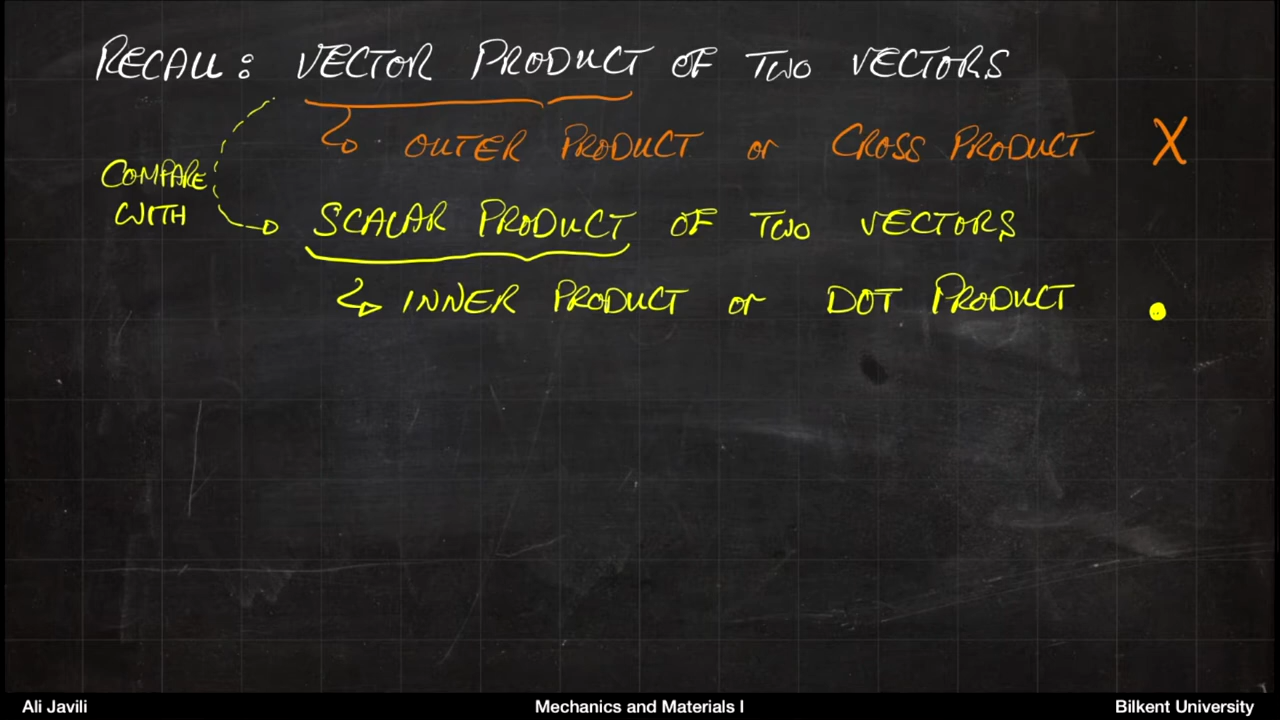 RECALL: VECTOR PRODUCT OF TWO VECTORS
OUTER PRODUCT or CROSS PRODUCT X
COMPARE WITH
SCALAR PRODUCT OF TWO VECTORS
INNER PRODUCT or DOT PRODUCT •
Ali Javili
Mechanics and Materials I
Bilkent University